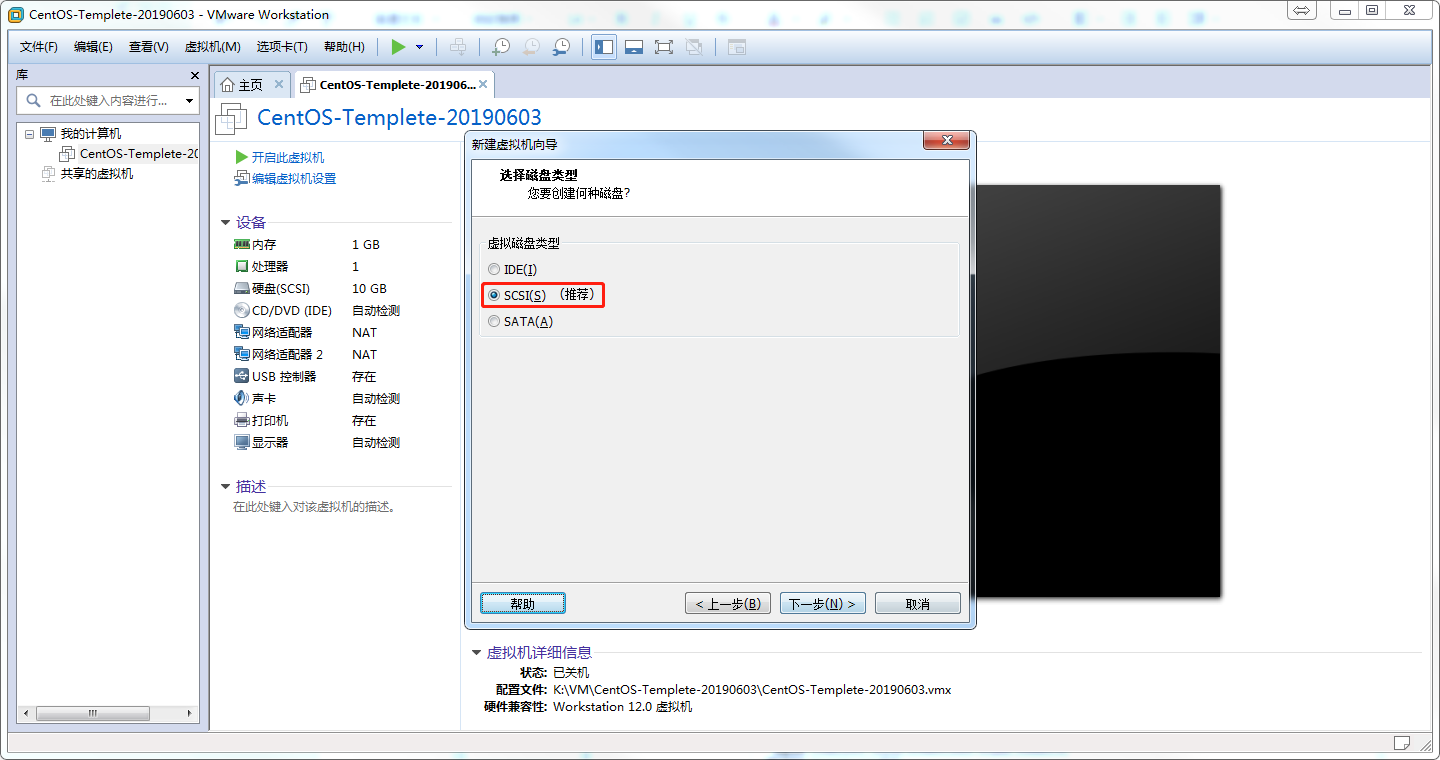 CentOS-Templete-20190603 - VMware Workstation
文件(F) 编辑(E) 查看(V) 虚拟机(M) 选项卡(T) 帮助(H)
库
在此处键入内容进行...
我的计算机
CentOS-Templete-20
共享的虚拟机
主页
CentOS-Templete-201906...
CentOS-Templete-20190603
开启此虚拟机
编辑虚拟机设置
设备
内存 1 GB
处理器 1
硬盘(SCSI) 10 GB
CD/DVD (IDE) 自动检测
网络适配器 NAT
网络适配器 2 NAT
USB 控制器 存在
声卡 自动检测
打印机 存在
显示器 自动检测
描述
在此处键入对该虚拟机的描述。
新建虚拟机向导
选择磁盘类型
您要创建何种磁盘?
虚拟磁盘类型
IDE(I)
SCSI(S) (推荐)
SATA(A)
帮助 < 上一步(B) 下一步(N) > 取消
虚拟机详细信息
状态: 已关机
配置文件: K:\VM\CentOS-Templete-20190603\CentOS-Templete-20190603.vmx
硬件兼容性: Workstation 12.0 虚拟机